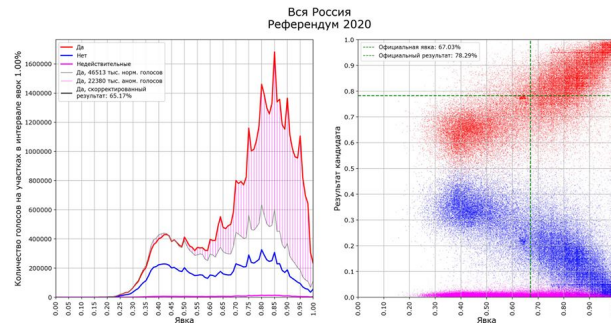 Вся Россия
Референдум 2020
Количество голосов на участках в интервале явок 1.00%
1600000
1400000
1200000
1000000
800000
600000
400000
200000
0
Да
Нет
Недействительные
Да, 46513 тыс. норм. голосов
Да, 22380 тыс. аном. голосов
Да, скорректированный
результат: 65.17%
0.00 0.05 0.10 0.15 0.20 0.25 0.30 0.35 0.40 0.45 0.50 0.55 0.60 0.65 0.70 0.75 0.80 0.85 0.90 0.95 1.00
Явка
Результат кандидата
1.0
0.9
0.8
0.7
0.6
0.5
0.4
0.3
0.2
0.1
0.0
Официальная явка: 67.03%
Официальный результат: 78.29%
0.00 0.10 0.20 0.30 0.40 0.50 0.60 0.70 0.80 0.90
Явка